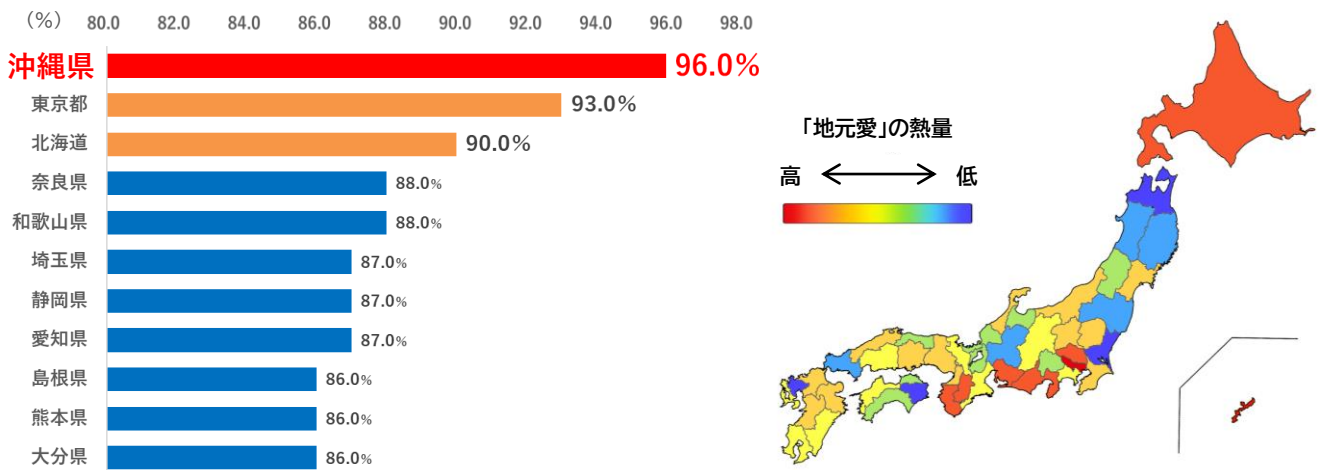 (%) 80.0 82.0 84.0 86.0 88.0 90.0 92.0 94.0 96.0 98.0
沖縄県 96.0%
東京都 93.0%
北海道 90.0%
奈良県 88.0%
和歌山県 88.0%
埼玉県 87.0%
静岡県 87.0%
愛知県 87.0%
島根県 86.0%
熊本県 86.0%
大分県 86.0%
「地元愛」の熱量
高 低